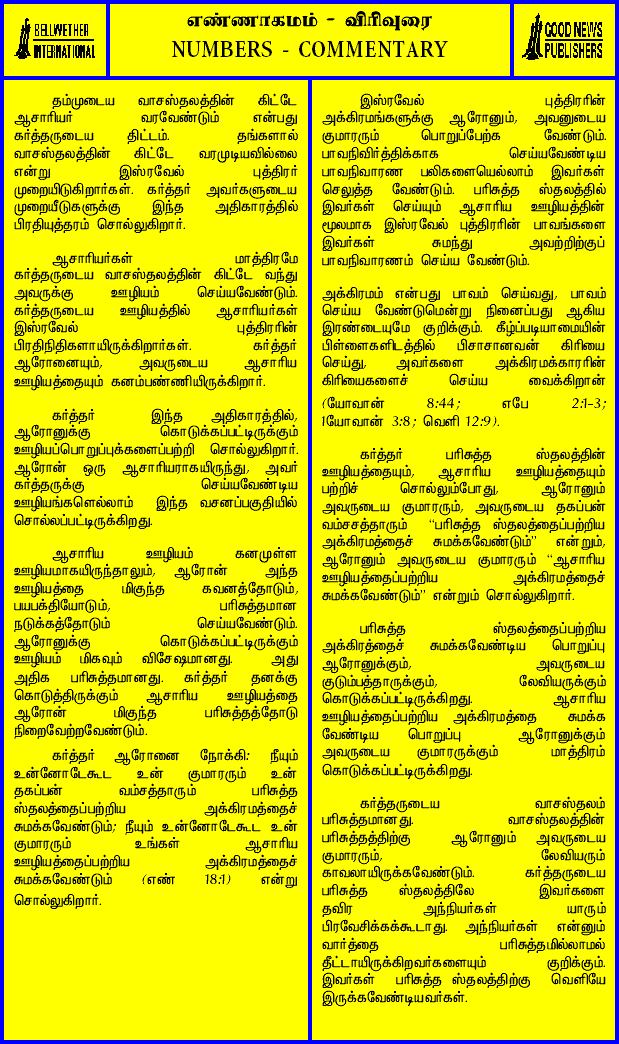 BELLWETHER
INTERNATIONAL
எண்ணாகமம் - விரிவுரை
NUMBERS - COMMENTARY
GOOD NEWS
PUBLISHERS
தம்முடைய வாசஸ்தலத்தின் கிட்டே
ஆசாரியர் வரவேண்டும் என்பது
கர்த்தருடைய திட்டம். தங்களால்
வாசஸ்தலத்தின் கிட்டே வரமுடியவில்லை
என்று இஸ்ரவேல் புத்திரர்
முறையிடுகிறார்கள். கர்த்தர் அவர்களுடைய
முறையீடுகளுக்கு இந்த அதிகாரத்தில்
பிரதியுத்தரம் சொல்லுகிறார்.
ஆசாரியர்கள் மாத்திரமே
கர்த்தருடைய வாசஸ்தலத்தின் கிட்டே வந்து
அவருக்கு ஊழியம் செய்யவேண்டும்.
கர்த்தருடைய ஊழியத்தில் ஆசாரியர்கள்
இஸ்ரவேல் புத்திரரின்
பிரதிநிதிகளாயிருக்கிறார்கள். கர்த்தர்
ஆரோனையும், அவருடைய ஆசாரிய
ஊழியத்தையும் கனம்பண்ணியிருக்கிறார்.
கர்த்தர் இந்த அதிகாரத்தில்,
ஆரோனுக்கு கொடுக்கப்பட்டிருக்கும்
ஊழியப்பொறுப்புக்களைப்பற்றி சொல்லுகிறார்.
ஆரோன் ஒரு ஆசாரியராகயிருந்து, அவர்
கர்த்தருக்கு செய்யவேண்டிய
ஊழியங்களெல்லாம் இந்த வசனப்பகுதியில்
சொல்லப்பட்டிருக்கிறது.
ஆசாரிய ஊழியம் கனமுள்ள
ஊழியமாகயிருந்தாலும், ஆரோன் அந்த
ஊழியத்தை மிகுந்த கவனத்தோடும்,
பயபக்தியோடும், பரிசுத்தமான
நடுக்கத்தோடும் செய்யவேண்டும்.
ஆரோனுக்கு கொடுக்கப்பட்டிருக்கும்
ஊழியம் மிகவும் விசேஷமானது. அது
அதிக பரிசுத்தமானது. கர்த்தர் தனக்கு
கொடுத்திருக்கும் ஆசாரிய ஊழியத்தை
ஆரோன் மிகுந்த பரிசுத்தத்தோடு
நிறைவேற்றவேண்டும்.
கர்த்தர் ஆரோனை நோக்கி: நீயும்
உன்னோடேகூட உன் குமாரரும் உன்
தகப்பன் வம்சத்தாரும் பரிசுத்த
ஸ்தலத்தைப்பற்றிய அக்கிரமத்தைச்
சுமக்கவேண்டும்; நீயும் உன்னோடேகூட உன்
குமாரரும் உங்கள் ஆசாரிய
ஊழியத்தைப்பற்றிய அக்கிரமத்தைச்
சுமக்கவேண்டும் (எண் 18:1) என்று
சொல்லுகிறார்.
இஸ்ரவேல் புத்திரரின்
அக்கிரமங்களுக்கு ஆரோனும், அவனுடைய
குமாரரும் பொறுப்பேற்க வேண்டும்.
பாவநிவிர்த்திக்காக செய்யவேண்டிய
பாவநிவாரண பலிகளையெல்லாம் இவர்கள்
செலுத்த வேண்டும். பரிசுத்த ஸ்தலத்தில்
இவர்கள் செய்யும் ஆசாரிய ஊழியத்தின்
மூலமாக இஸ்ரவேல் புத்திரரின் பாவங்களை
இவர்கள் சுமந்து அவற்றிற்குப்
பாவநிவாரணம் செய்ய வேண்டும்.
அக்கிரமம் என்பது பாவம் செய்வது, பாவம்
செய்ய வேண்டுமென்று நினைப்பது ஆகிய
இரண்டையுமே குறிக்கும். கீழ்ப்படியாமையின்
பிள்ளைகளிடத்தில் பிசாசானவன் கிரியை
செய்து, அவர்களை அக்கிரமக்காரரின்
கிரியைகளைச் செய்ய வைக்கிறான்
(யோவான் 8:44; எபே 2:1-3;
1யோவான் 3:8; வெளி 12:9).
கர்த்தர் பரிசுத்த ஸ்தலத்தின்
ஊழியத்தையும், ஆசாரிய ஊழியத்தையும்
பற்றிச் சொல்லும்போது, ஆரோனும்
அவருடைய குமாரரும், அவருடைய தகப்பன்
வம்சத்தாரும் "பரிசுத்த ஸ்தலத்தைப்பற்றிய
அக்கிரமத்தைச் சுமக்கவேண்டும்" என்றும்,
ஆரோனும் அவருடைய குமாரரும் "ஆசாரிய
ஊழியத்தைப்பற்றிய அக்கிரமத்தைச்
சுமக்கவேண்டும்" என்றும் சொல்லுகிறார்.
பரிசுத்த ஸ்தலத்தைப்பற்றிய
அக்கிரத்தைச் சுமக்கவேண்டிய பொறுப்பு
ஆரோனுக்கும், அவருடைய
குடும்பத்தாருக்கும், லேவியருக்கும்
கொடுக்கப்பட்டிருக்கிறது. ஆசாரிய
ஊழியத்தைப்பற்றிய அக்கிரமத்தை சுமக்க
வேண்டிய பொறுப்பு ஆரோனுக்கும்
அவருடைய குமாரருக்கும் மாத்திரம்
கொடுக்கப்பட்டிருக்கிறது.
கர்த்தருடைய வாசஸ்தலம்
பரிசுத்தமானது. வாசஸ்தலத்தின்
பரிசுத்தத்திற்கு ஆரோனும் அவருடைய
குமாரரும், லேவியரும்
காவலாயிருக்கவேண்டும். கர்த்தருடைய
பரிசுத்த ஸ்தலத்திலே இவர்களை
தவிர அந்நியர்கள் யாரும்
பிரவேசிக்கக்கூடாது. அந்நியர்கள் என்னும்
வார்த்தை பரிசுத்தமில்லாமல்
தீட்டாயிருக்கிறவர்களையும் குறிக்கும்.
இவர்கள் பரிசுத்த ஸ்தலத்திற்கு வெளியே
இருக்கவேண்டியவர்கள்.